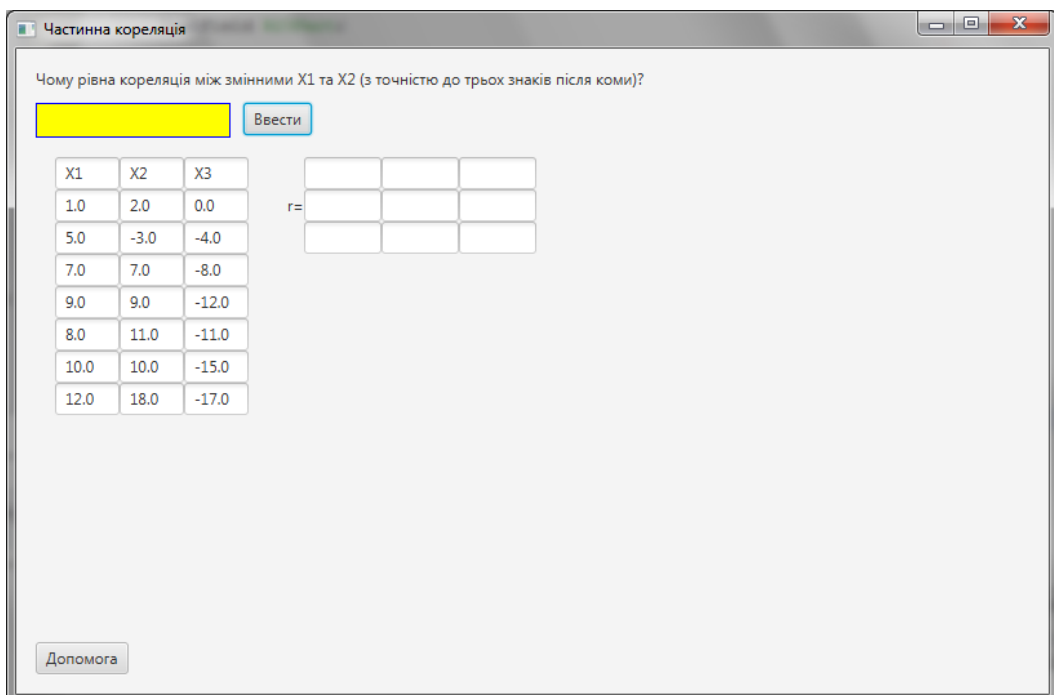 Частинна кореляція
Чому рівна кореляція між змінними X1 та X2 (з точністю до трьох знаків після коми)?
Ввести
X1 X2 X3
1.0 2.0 0.0 r=
5.0 -3.0 -4.0
7.0 7.0 -8.0
9.0 9.0 -12.0
8.0 11.0 -11.0
10.0 10.0 -15.0
12.0 18.0 -17.0
Допомога